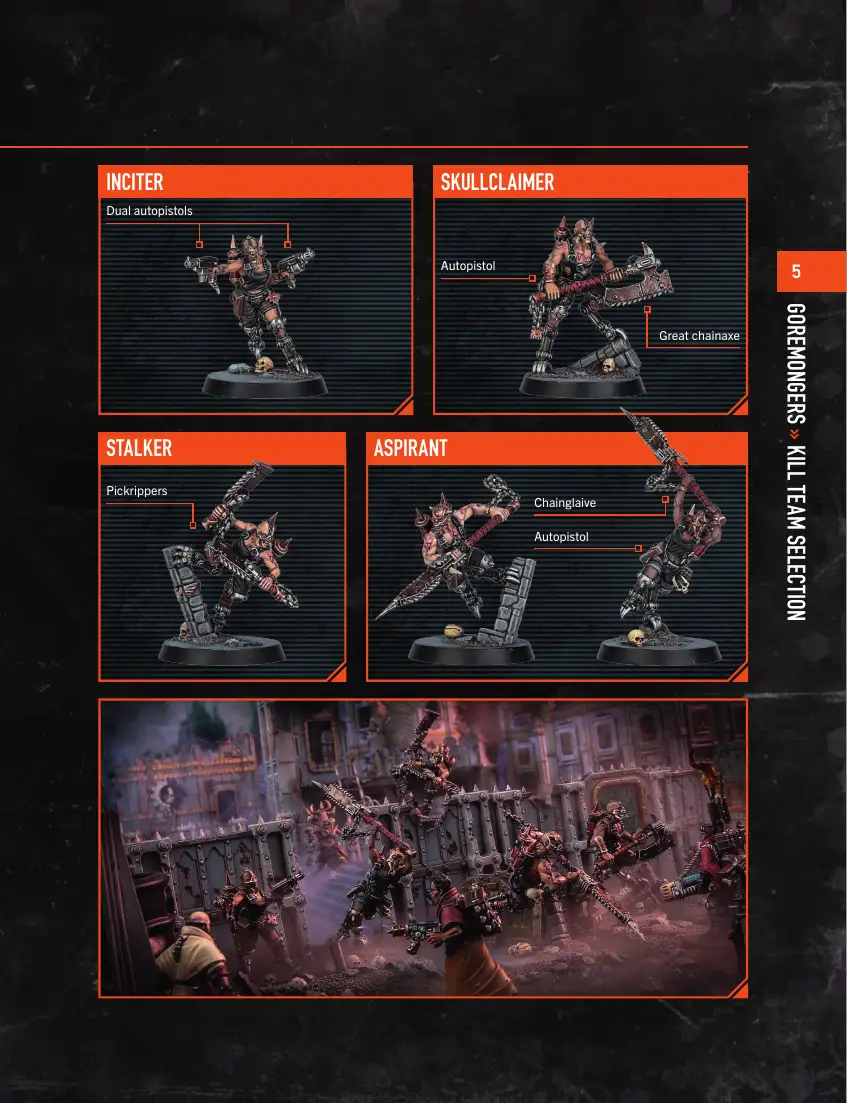 INCITER
Dual autopistols
SKULLCLAIMER
Autopistol
Great chainaxe
STALKER
Pickrippers
ASPIRANT
Chainglaive
Autopistol
5
GOREMONGERS » KILL TEAM SELECTION